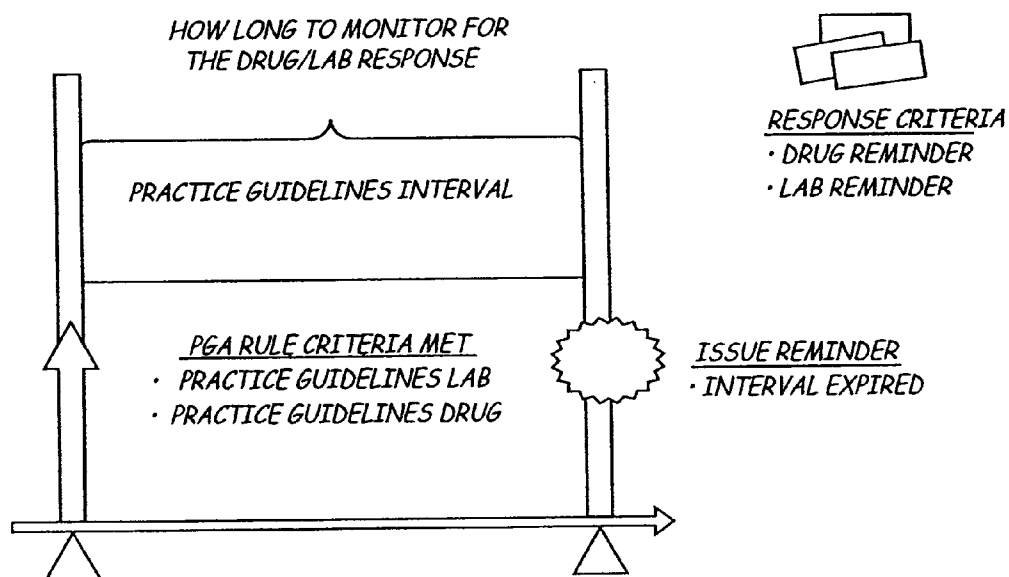 HOW LONG TO MONITOR FOR
THE DRUG/LAB RESPONSE
PRACTICE GUIDELINES INTERVAL
RESPONSE CRITERIA
· DRUG REMINDER
· LAB REMINDER
PGA RULE CRITERIA MET
· PRACTICE GUIDELINES LAB
· PRACTICE GUIDELINES DRUG
ISSUE REMINDER
· INTERVAL EXPIRED